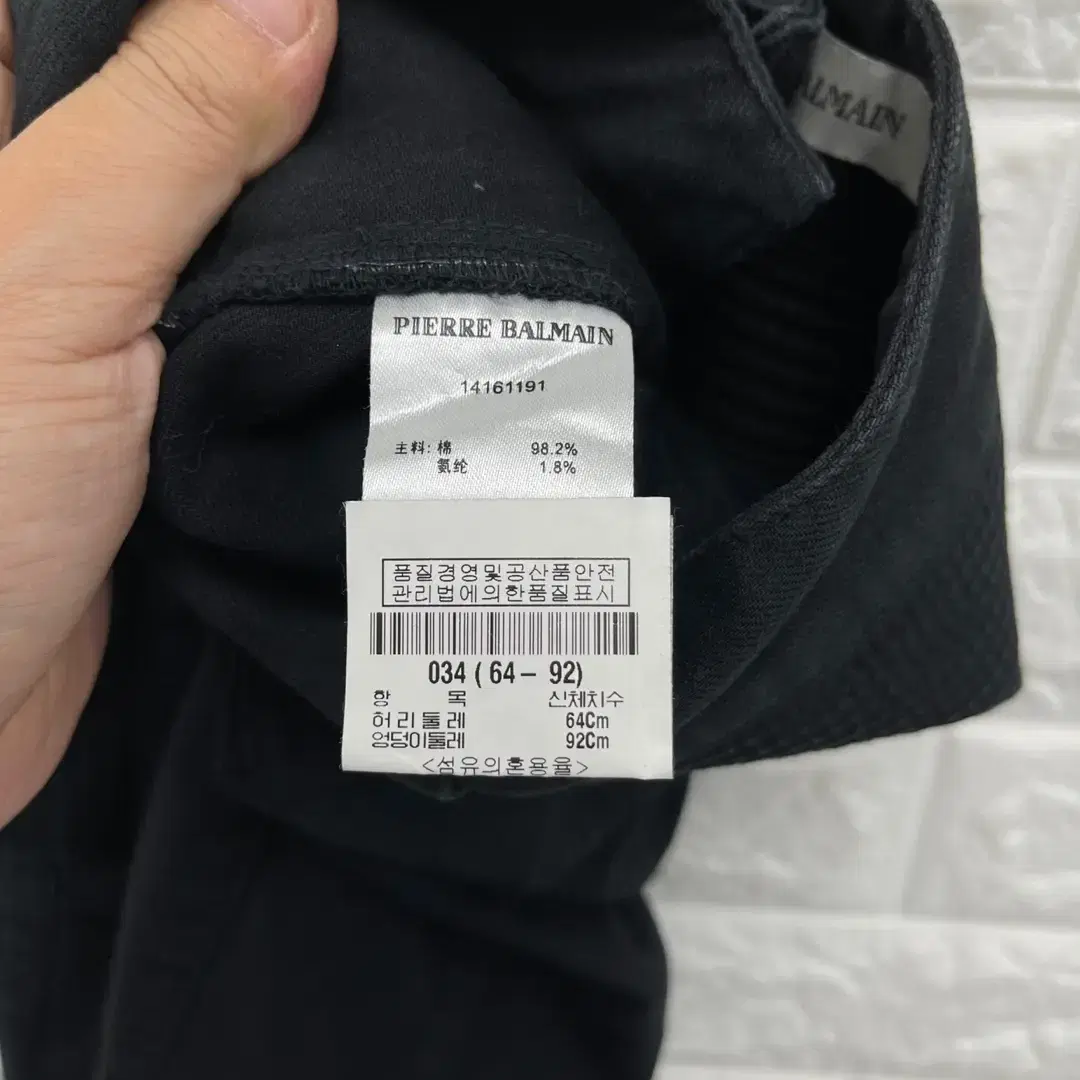 ALMAIN
PIERRE BALMAIN
14161191
主料: 棉 98.2%
氨纶 1.8%
품질경영및공산품안전
관리법에의한품질표시
034 ( 64 - 92)
항 목 신체치수
허리둘레 64Cm
엉덩이둘레 92Cm
<섬유의혼용율>